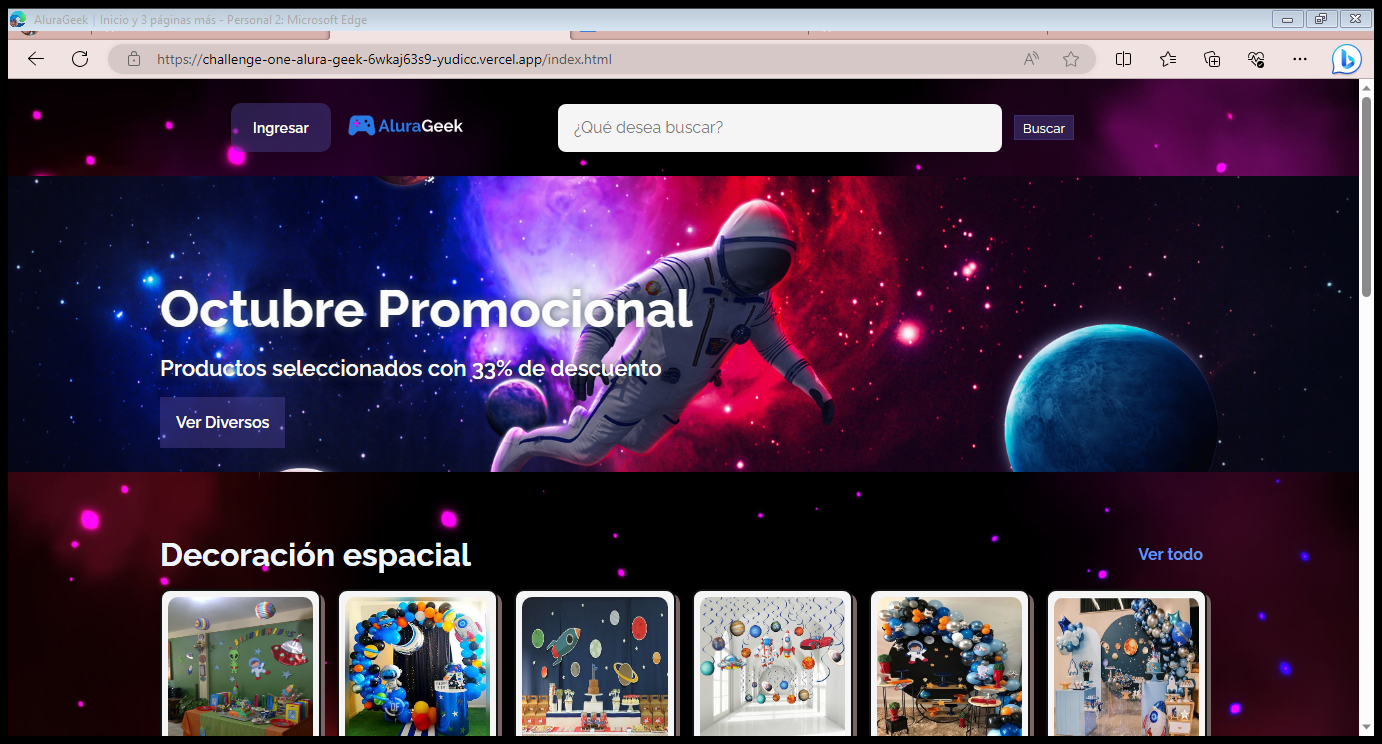 AluraGeek | Inicio y 3 páginas más - Personal 2: Microsoft Edge
https://challenge-one-alura-geek-6wkaj63s9-yudicc.vercel.app/index.html
Ingresar
AluraGeek
¿Qué desea buscar?
Buscar
Octubre Promocional
Productos seleccionados con 33% de descuento
Ver Diversos
Decoración espacial
Ver todo